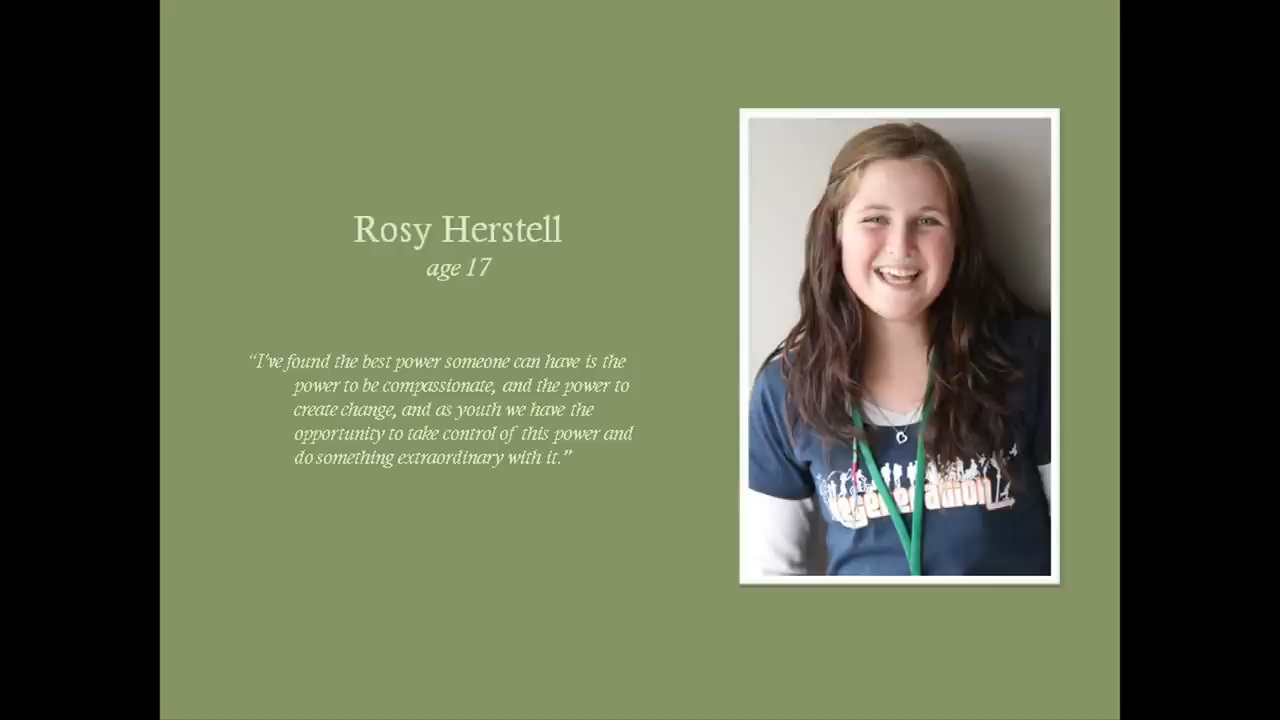 Rosy Herstell
age 17
“I've found the best power someone can have is the
power to be compassionate, and the power to
create change, and as youth we have the
opportunity to take control of this power and
do something extraordinary with it.”
regeneration